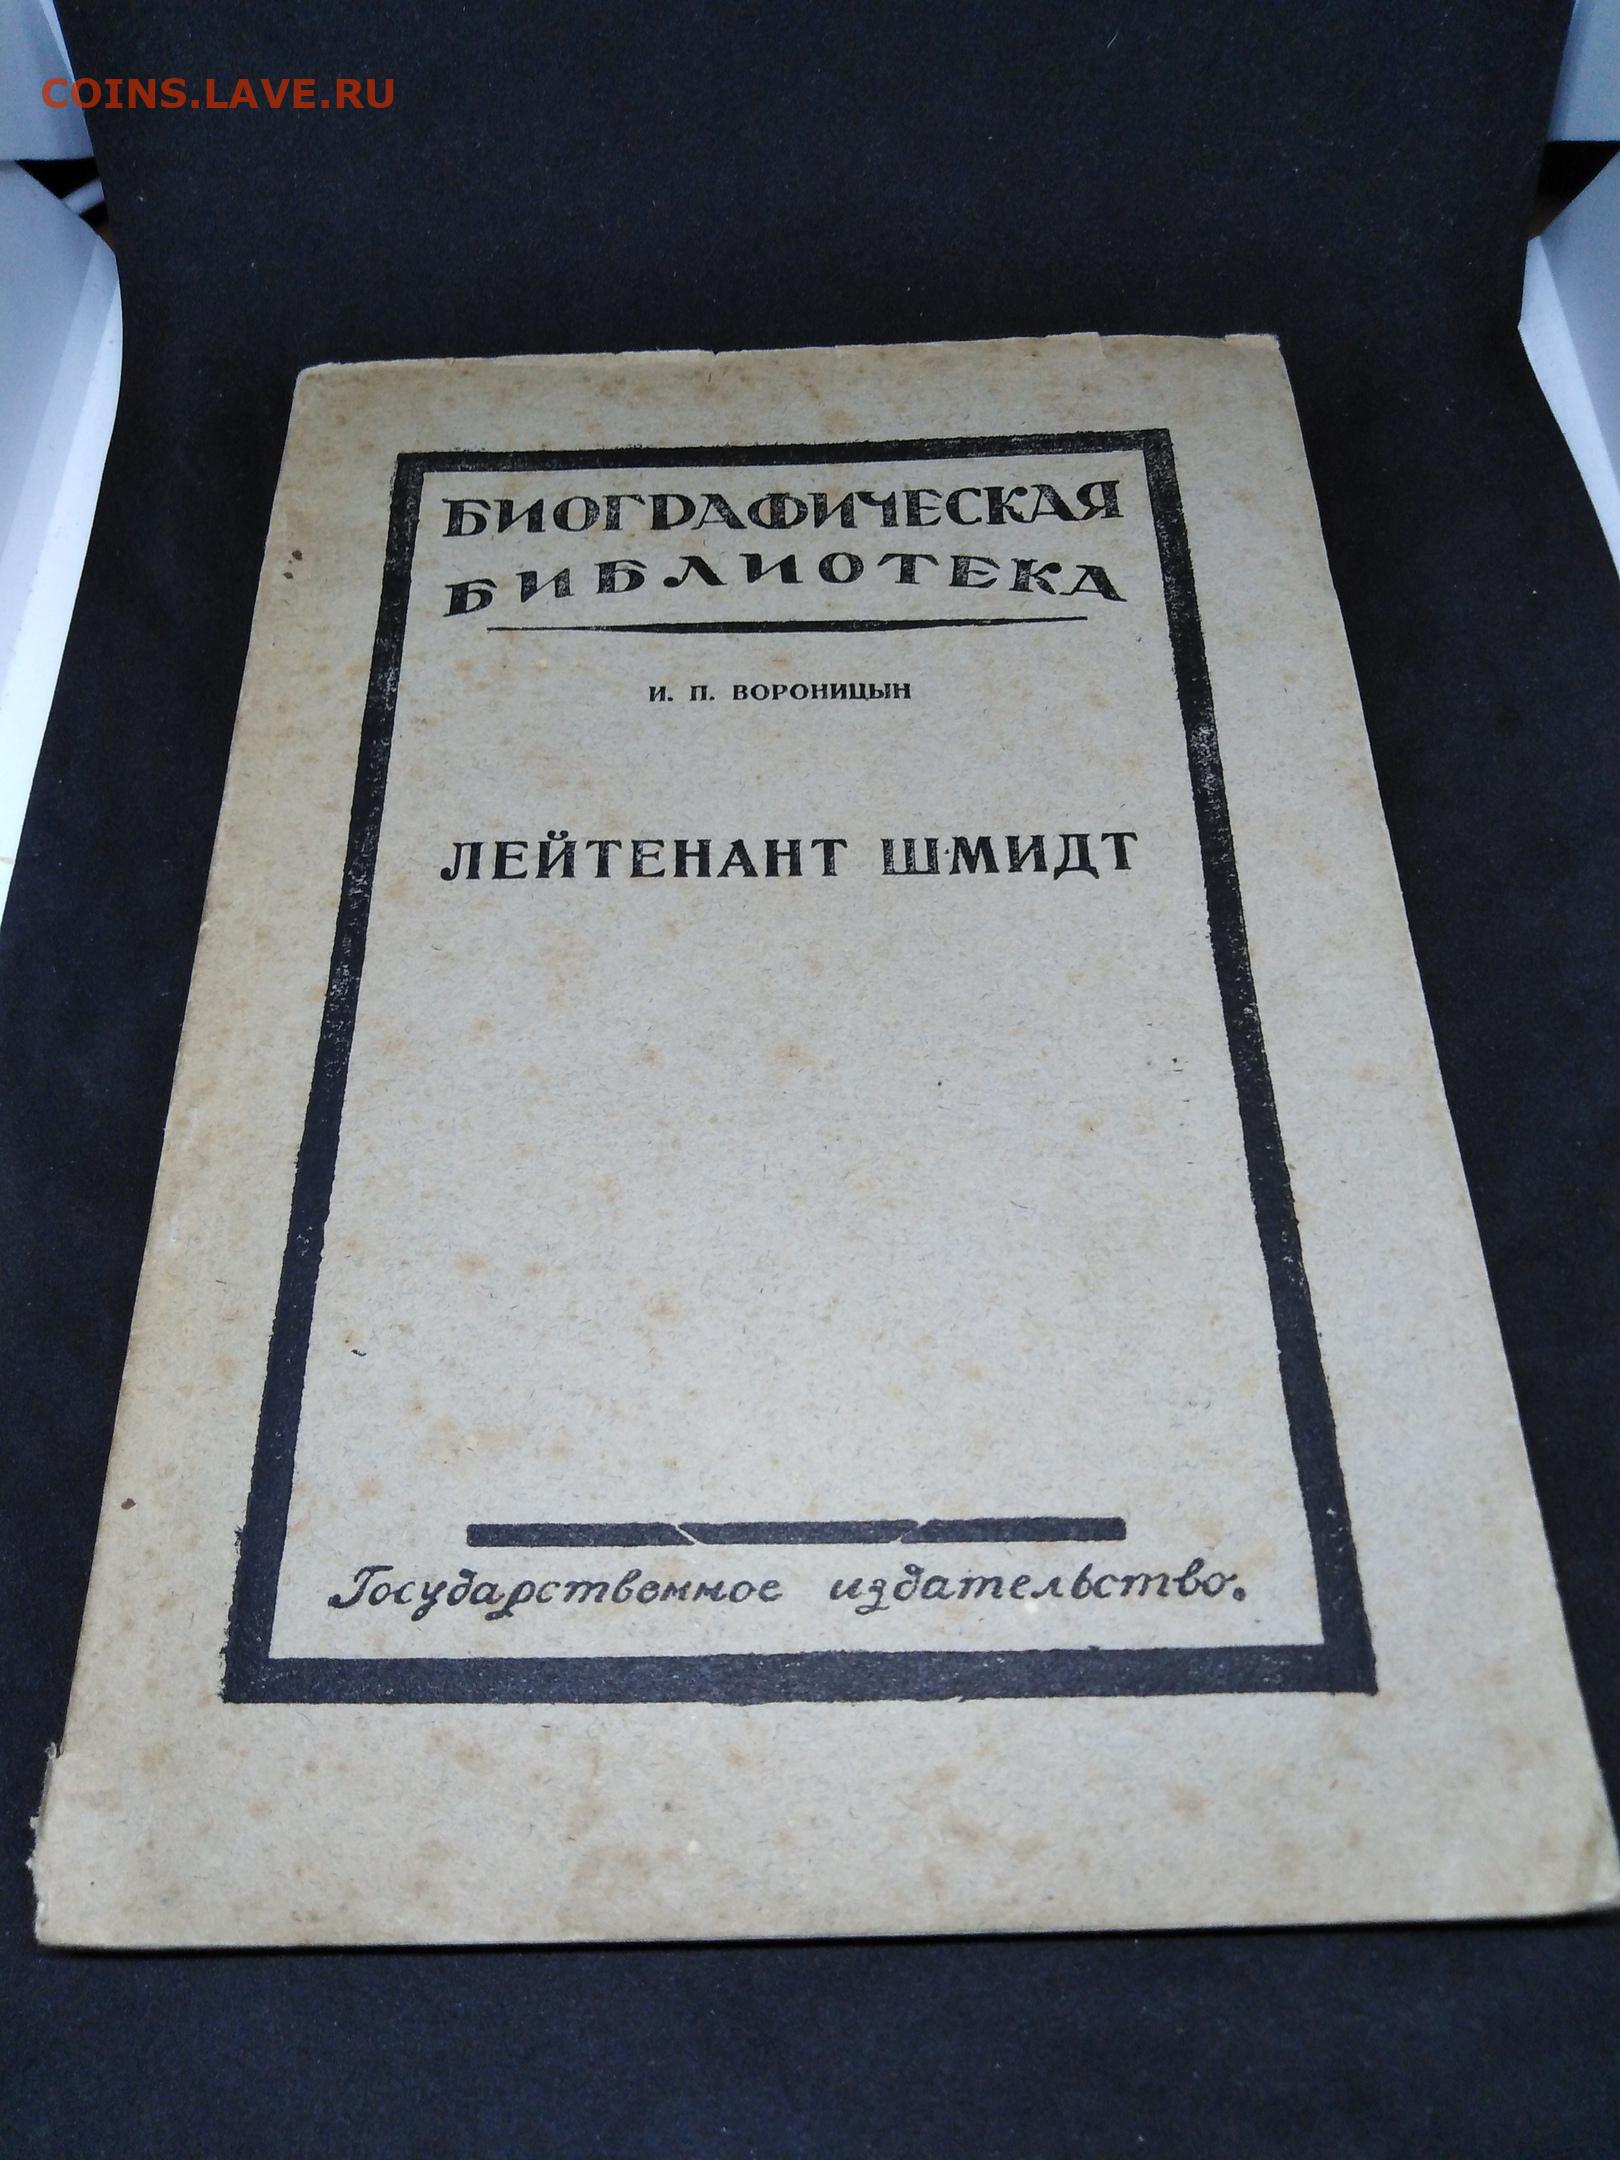 COINS.LAVE.RU
БИОГРАФИЧЕСКАЯ
БИБЛИОТЕКА
И. П. ВОРОНИЦЫН
ЛЕЙТЕНАНТ ШМИДТ
Государственное издательство.